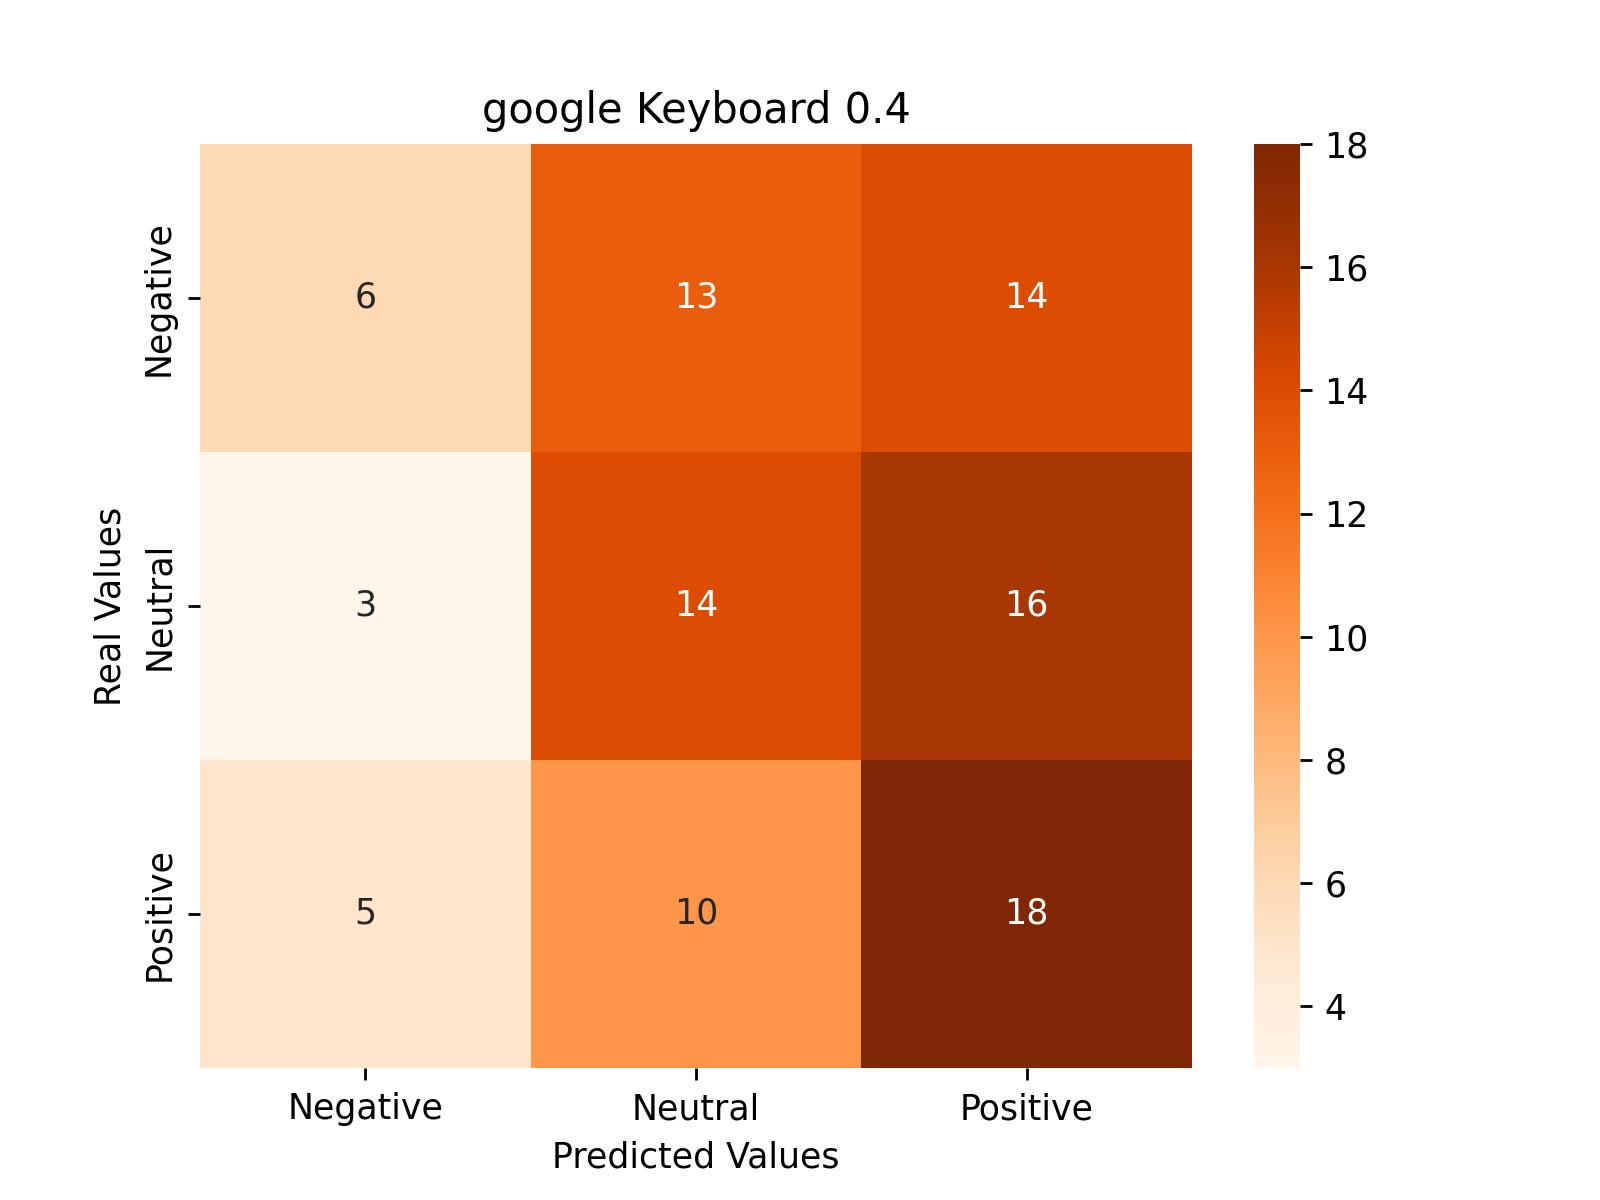 google Keyboard 0.4
Real Values
Negative
6 13 14
Neutral
3 14 16
Positive
5 10 18
Negative Neutral Positive
Predicted Values
18
16
14
12
10
8
6
4